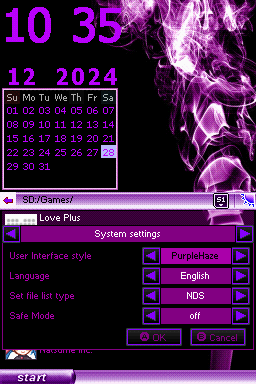 10 35
12 2024
Su Mo Tu We Th Fr Sa
01 02 03 04 05 06 07
08 09 10 11 12 13 14
15 16 17 18 19 20 21
22 23 24 25 26 27 28
29 30 31
SD:/Games/
S1
Love Plus
System settings
User Interface style PurpleHaze
Language English
Set file list type NDS
Safe Mode off
A OK B Cancel
Natsume Inc.
start